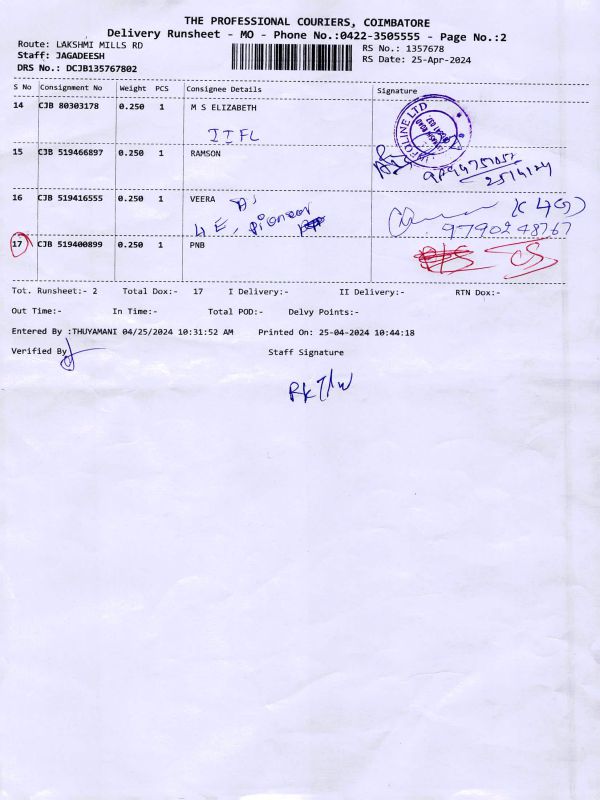 THE PROFESSIONAL COURIERS, COIMBATORE
Delivery Runsheet - MO - Phone No.:0422-3505555 - Page No.:2
Route: LAKSHMI MILLS RD
RS No.: 1357678
Staff: JAGADEESH
RS Date: 25-Apr-2024
DRS No.: DCJB135767802
S No Consignment No Weight PCS Consignee Details Signature
14 CJB 80303178 0.250 1 M S ELIZABETH
IIFL
15 CJB 519466897 0.250 1 RAMSON
25/4/24
16 CJB 519416555 0.250 1 VEERA
9790248767
17 CJB 519400899 0.250 1 PNB
Tot. Runsheet:- 2 Total Dox:- 17 I Delivery:- II Delivery:- RTN Dox:-
Out Time:- In Time:- Total POD:- Delvy Points:-
Entered By :THUYAMANI 04/25/2024 10:31:52 AM Printed On: 25-04-2024 10:44:18
Verified By Staff Signature